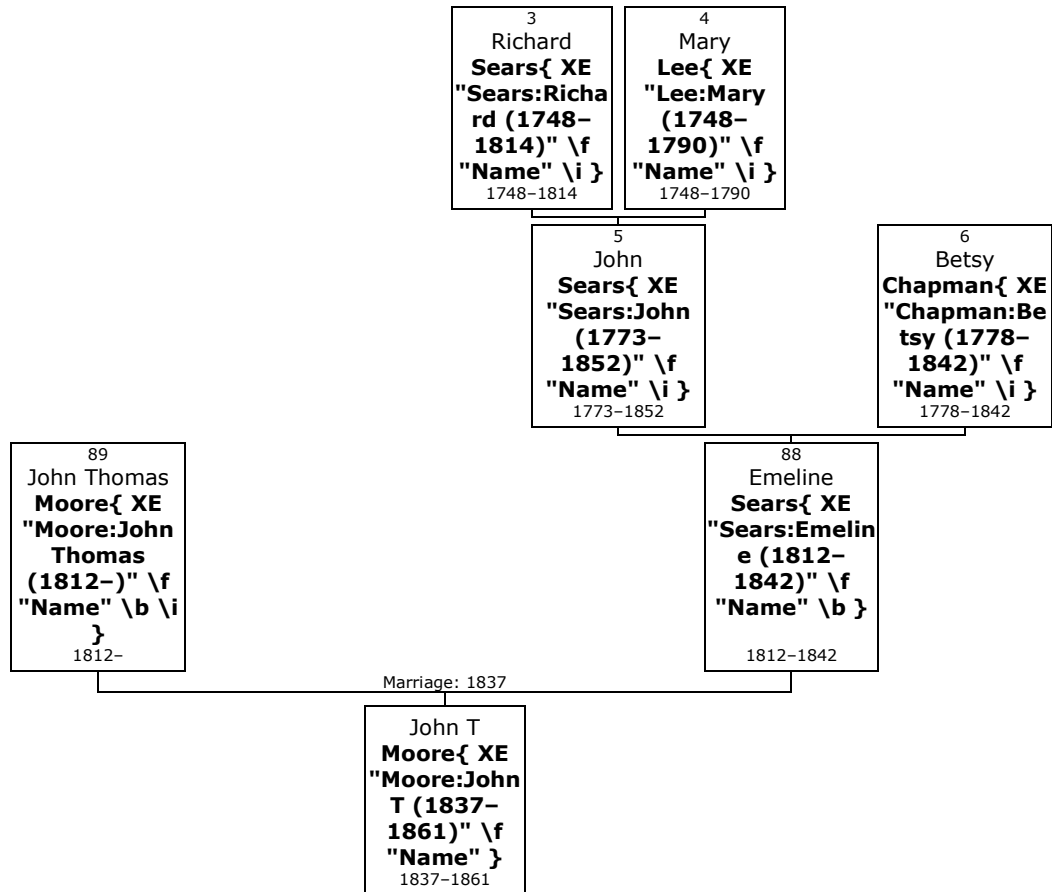 3
Richard
Sears{ XE
"Sears:Richa
rd (1748–
1814)" \f
"Name" \i }
1748–1814
4
Mary
Lee{ XE
"Lee:Mary
(1748–
1790)" \f
"Name" \i }
1748–1790
5
John
Sears{ XE
"Sears:John
(1773–
1852)" \f
"Name" \i }
1773–1852
6
Betsy
Chapman{ XE
"Chapman:Be
tsy (1778–
1842)" \f
"Name" \i }
1778–1842
89
John Thomas
Moore{ XE
"Moore:John
Thomas
(1812–)" \f
"Name" \b \i
}
1812–
88
Emeline
Sears{ XE
"Sears:Emelin
e (1812–
1842)" \f
"Name" \b }
1812–1842
Marriage: 1837
John T
Moore{ XE
"Moore:John
T (1837–
1861)" \f
"Name" }
1837–1861